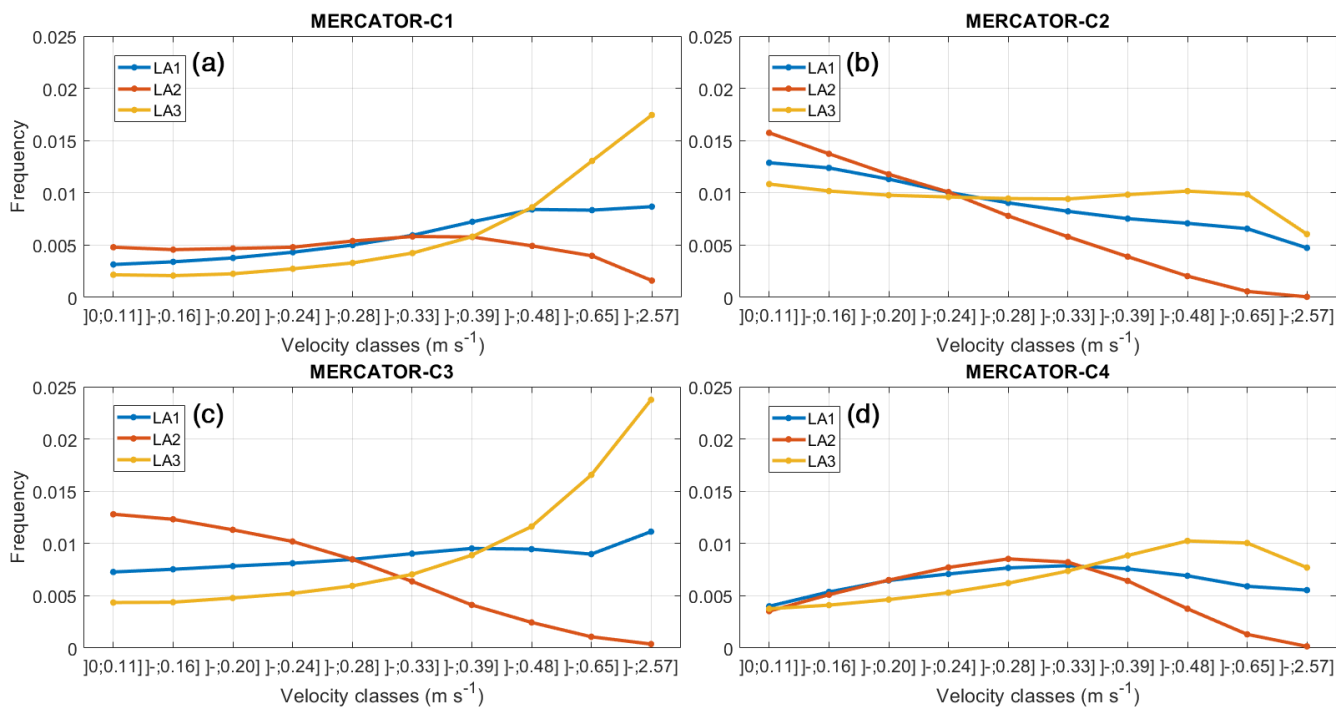 MERCATOR-C1
0.025
0.02
0.015
0.01
0.005
0
Frequency
LA1
LA2
LA3
(a)
]0;0.11] ]-;0.16] ]-;0.20] ]-;0.24] ]-;0.28] ]-;0.33] ]-;0.39] ]-;0.48] ]-;0.65] ]-;2.57]
Velocity classes (m s-1)
MERCATOR-C2
0.025
0.02
0.015
0.01
0.005
0
LA1
LA2
LA3
(b)
]0;0.11] ]-;0.16] ]-;0.20] ]-;0.24] ]-;0.28] ]-;0.33] ]-;0.39] ]-;0.48] ]-;0.65] ]-;2.57]
Velocity classes (m s-1)
MERCATOR-C3
0.025
0.02
0.015
0.01
0.005
0
Frequency
LA1
LA2
LA3
(c)
]0;0.11] ]-;0.16] ]-;0.20] ]-;0.24] ]-;0.28] ]-;0.33] ]-;0.39] ]-;0.48] ]-;0.65] ]-;2.57]
Velocity classes (m s-1)
MERCATOR-C4
0.025
0.02
0.015
0.01
0.005
0
LA1
LA2
LA3
(d)
]0;0.11] ]-;0.16] ]-;0.20] ]-;0.24] ]-;0.28] ]-;0.33] ]-;0.39] ]-;0.48] ]-;0.65] ]-;2.57]
Velocity classes (m s-1)